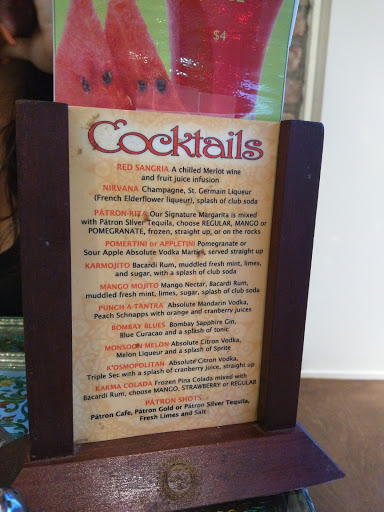 $4
Cocktails
RED SANGRIA A chilled Merlot wine
and fruit juice infusion
NIRVANA Champagne, St. Germain Liqueur
(French Elderflower liqueur), splash of club soda
PÁTRON-RITA Our Signature Margarita is mixed
with Pátron Silver Tequila, choose REGULAR, MANGO or
POMEGRANATE, frozen, straight up, or on the rocks
POMERTINI or APPLETINI Pomegranate or
Sour Apple Absolute Vodka Martini, served straight up
KARMOJITO Bacardi Rum, muddled fresh mint, limes,
and sugar, with a splash of club soda
MANGO MOJITO Mango Nectar, Bacardi Rum,
muddled fresh mint, limes, sugar, splash of club soda
PUNCH A-TANTRA Absolute Mandarin Vodka,
Peach Schnapps with orange and cranberry juices
BOMBAY BLUES Bombay Sapphire Gin,
Blue Curacao and a splash of tonic
MONSOON MELON Absolute Citron Vodka,
Melon Liqueur and a splash of Sprite
K'OSMOPOLITAN Absolute Citron Vodka,
Triple Sec with a splash of cranberry juice, straight up
KARMA COLADA Frozen Pina Colada mixed with
Bacardi Rum, choose MANGO, STRAWBERRY or REGULAR
PÁTRON SHOTS
Pátron Cafe, Pátron Gold or Pátron Silver Tequila,
Fresh Limes and Salt